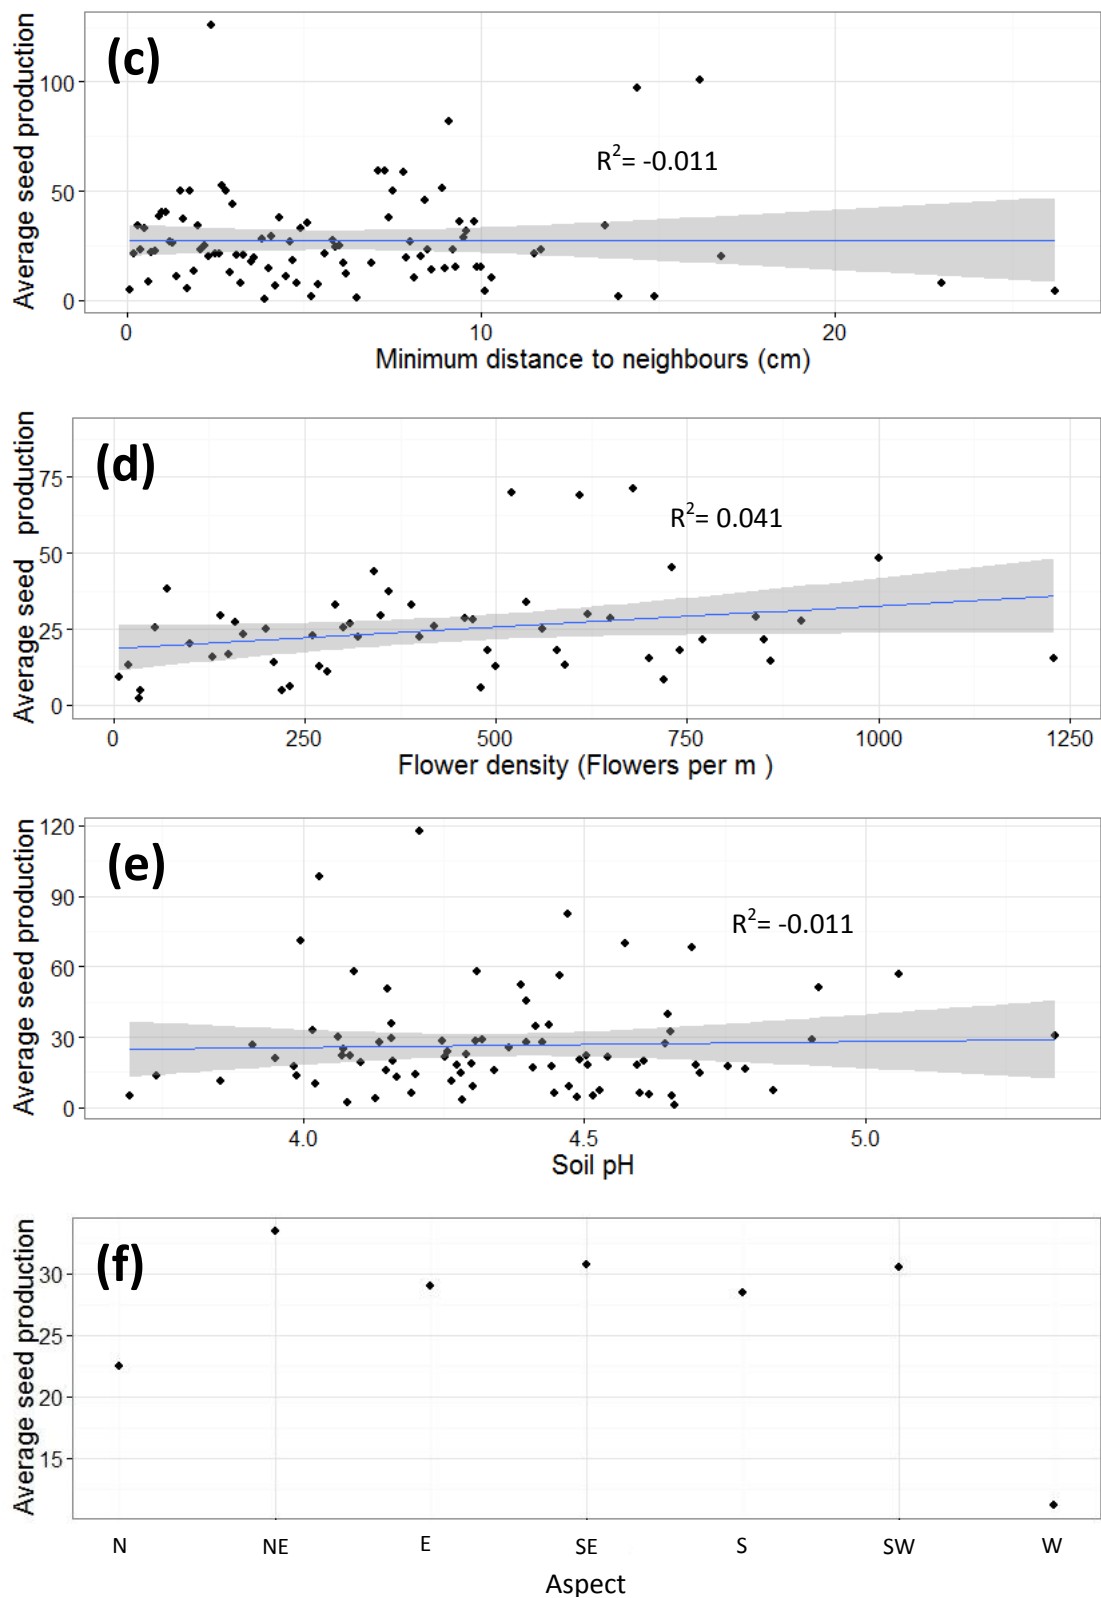 (c)
Average seed production
100
50
0
R²= -0.011
0 10 20
Minimum distance to neighbours (cm)
(d)
Average seed production
75
50
25
0
R²= 0.041
0 250 500 750 1000 1250
Flower density (Flowers per m )
(e)
Average seed production
120
90
60
30
0
R²= -0.011
4.0 4.5 5.0
Soil pH
(f)
Average seed production
30
25
20
15
N NE E SE S SW W
Aspect